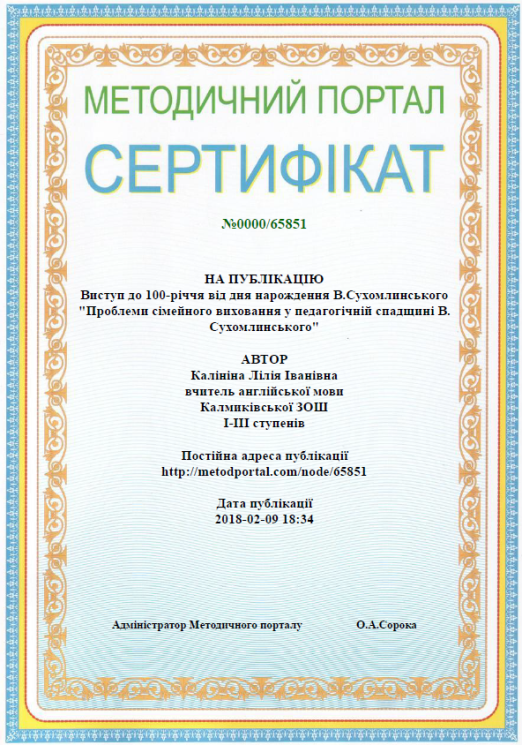 МЕТОДИЧНИЙ ПОРТАЛ
СЕРТИФІКАТ
№0000/65851
НА ПУБЛІКАЦІЮ
Виступ до 100-річчя від дня нарождення В.Сухомлинського
"Проблеми сімейного виховання у педагогічній спадщині В.
Сухомлинського"
АВТОР
Калініна Лілія Іванівна
вчитель англійської мови
Калмиківської ЗОШ
І-ІІІ ступенів
Постійна адреса публікації
http://metodportal.com/node/65851
Дата публікації
2018-02-09 18:34
Адміністратор Методичного порталу О.А.Сорока